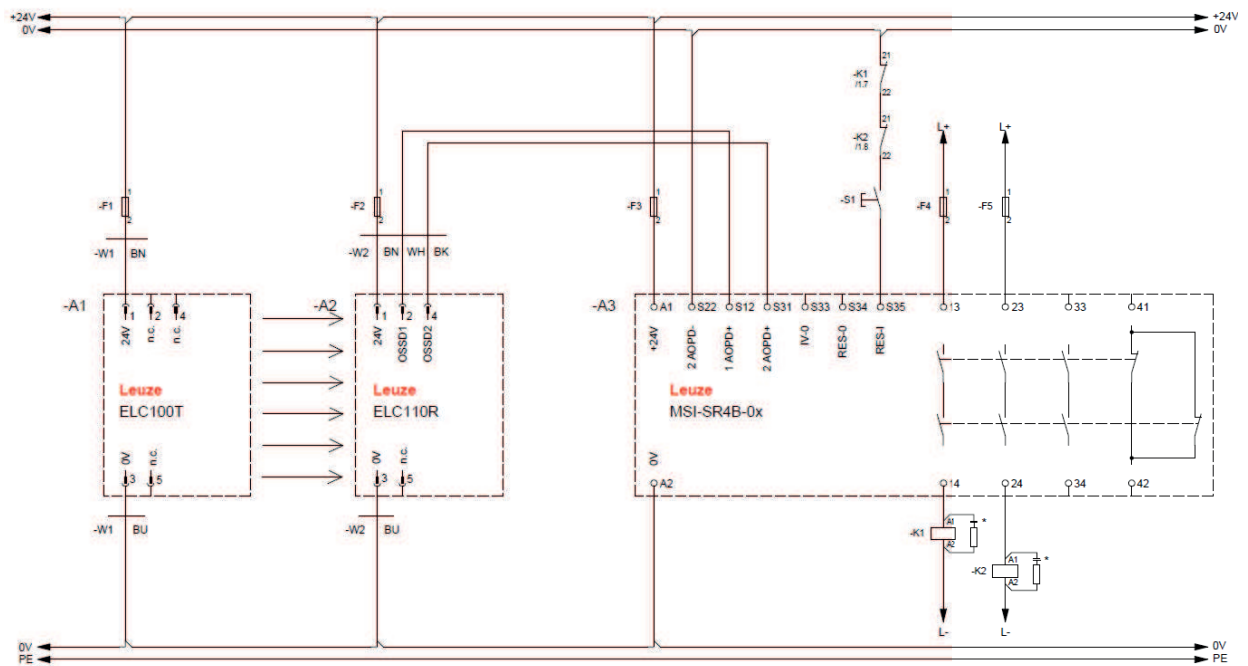 +24V +24V
0V 0V
21
-K1
/1.7
22
21
-K2
/1.8
22
L+ L+
1 1 1 1 1
-F1 -F2 -F3 -S1 -F4 -F5
2 2 2 2 2
-W1 BN -W2 BN WH BK
-A1 1 2 4 -A2 1 2 4 -A3 A1 S22 S12 S31 S33 S34 S35 13 23 33 41
24V n.c. n.c. 24V OSSD1 OSSD2 +24V 2 AOPD- 1 AOPD+ 2 AOPD+ IV-0 RES-0 RES-I
Leuze Leuze Leuze
ELC100T ELC110R MSI-SR4B-0x
0V n.c. 0V n.c. 0V
3 5 3 5 A2 14 24 34 42
-W1 BU -W2 BU
-K1 A1 *
A2
-K2 A1 *
A2
L- L-
0V 0V
PE PE